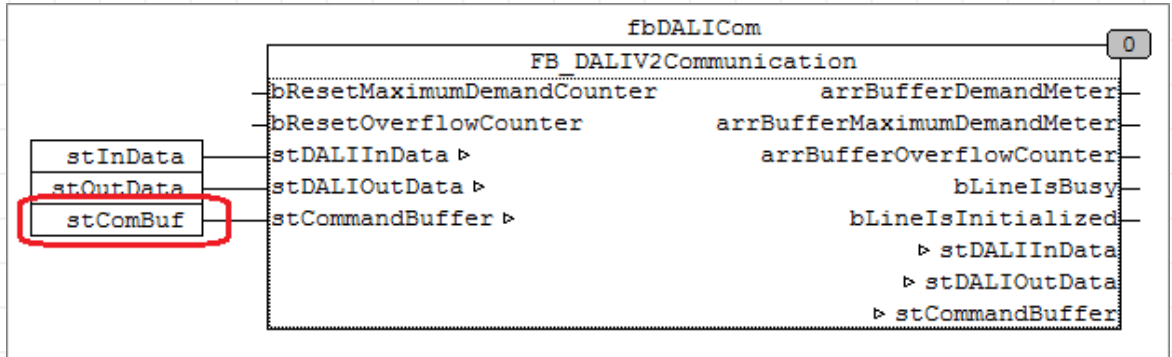 fbDALICom
0
FB_DALIV2Communication
bResetMaximumDemandCounter arrBufferDemandMeter
bResetOverflowCounter arrBufferMaximumDemandMeter
stInData stDALIInData arrBufferOverflowCounter
stOutData stDALIOutData bLineIsBusy
stComBuf stCommandBuffer bLineIsInitialized
stDALIInData
stDALIOutData
stCommandBuffer